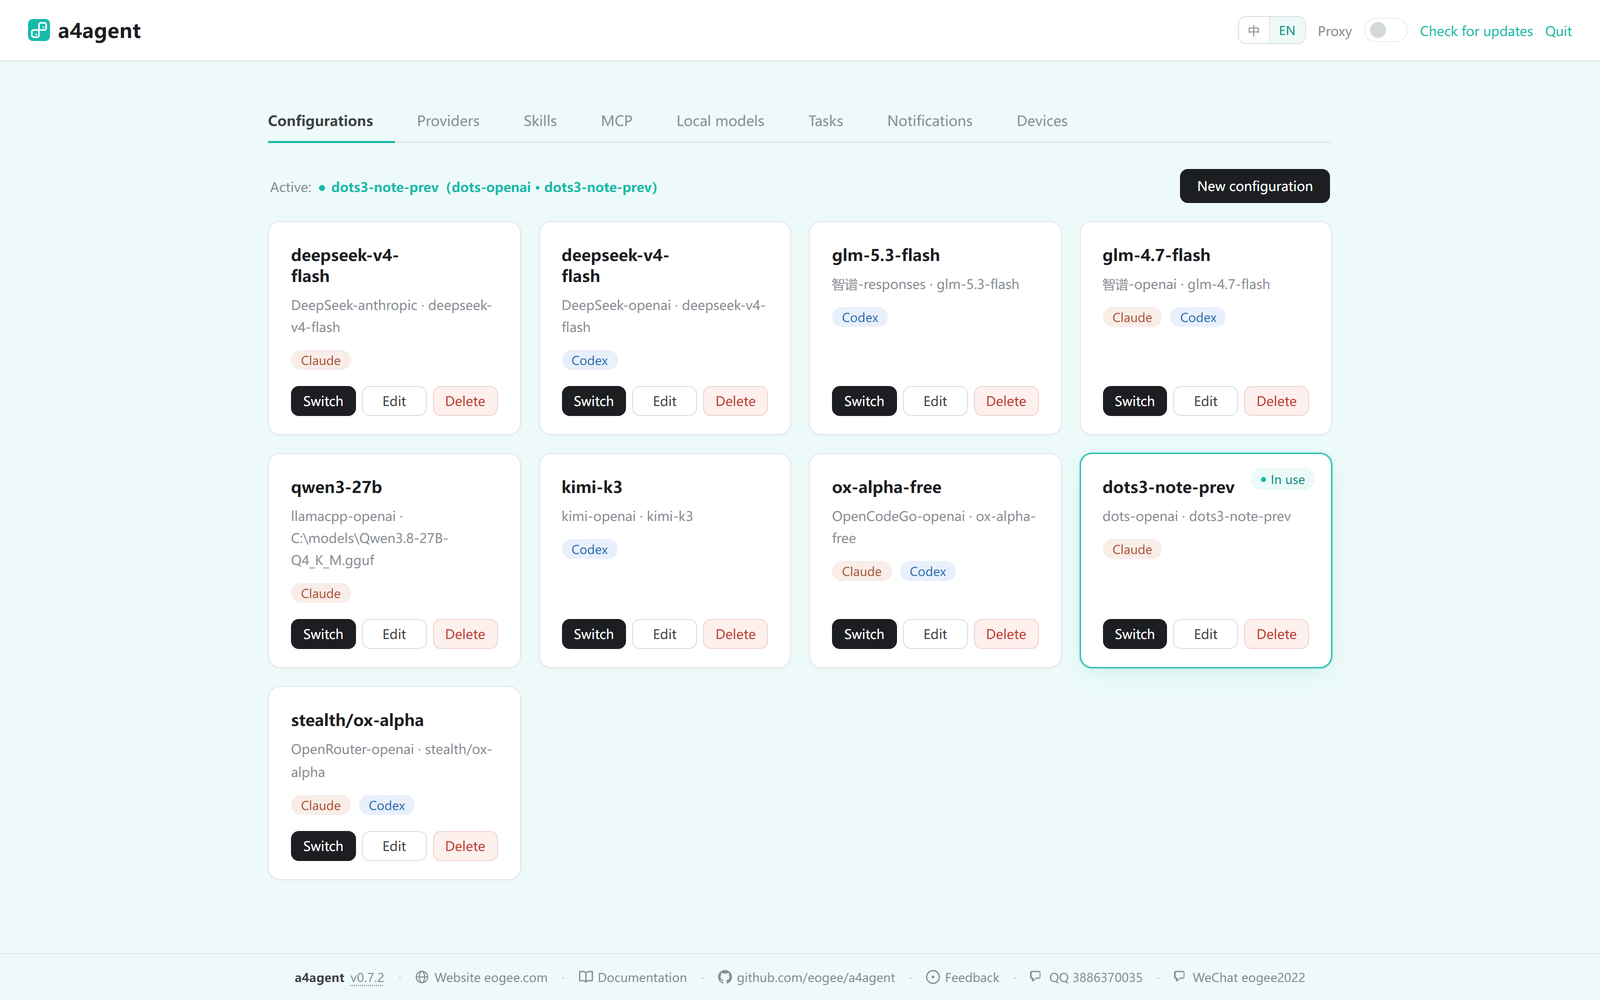 a4agent
中 EN Proxy Check for updates Quit
Configurations Providers Skills MCP Local models Tasks Notifications Devices
Active: • dots3-note-prev (dots-openai • dots3-note-prev)
New configuration
deepseek-v4-
flash
DeepSeek-anthropic · deepseek-
v4-flash
Claude
Switch Edit Delete
deepseek-v4-
flash
DeepSeek-openai · deepseek-v4-
flash
Codex
Switch Edit Delete
glm-5.3-flash
智谱-responses · glm-5.3-flash
Codex
Switch Edit Delete
glm-4.7-flash
智谱-openai · glm-4.7-flash
Claude Codex
Switch Edit Delete
qwen3-27b
llamacpp-openai ·
C:\models\Qwen3.8-27B-
Q4_K_M.gguf
Claude
Switch Edit Delete
kimi-k3
kimi-openai · kimi-k3
Codex
Switch Edit Delete
ox-alpha-free
OpenCodeGo-openai · ox-alpha-
free
Claude Codex
Switch Edit Delete
dots3-note-prev • In use
dots-openai · dots3-note-prev
Claude
Switch Edit Delete
stealth/ox-alpha
OpenRouter-openai · stealth/ox-
alpha
Claude Codex
Switch Edit Delete
a4agent v0.7.2 · Website eogee.com · Documentation · github.com/eogee/a4agent · Feedback · QQ 3886370035 · WeChat eogee2022